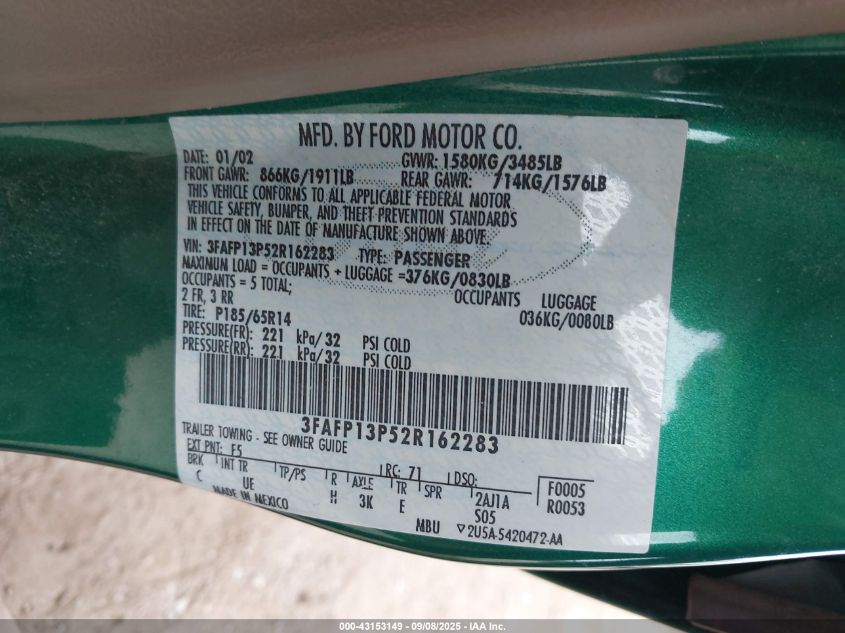 MFD. BY FORD MOTOR CO.
DATE: 01/02 GVWR: 1580KG/3485LB
FRONT GAWR: 866KG/1911LB REAR GAWR: 714KG/1576LB
THIS VEHICLE CONFORMS TO ALL APPLICABLE FEDERAL MOTOR
VEHICLE SAFETY, BUMPER, AND THEFT PREVENTION STANDARDS
IN EFFECT ON THE DATE OF MANUFACTURE SHOWN ABOVE.
VIN: 3FAFP13P52R162283 TYPE: PASSENGER
MAXIMUM LOAD = OCCUPANTS + LUGGAGE =376KG/0830LB
OCCUPANTS = 5 TOTAL; OCCUPANTS LUGGAGE
2 FR, 3 RR 036KG/0080LB
TIRE: P185/65R14
PRESSURE(FR): 221 kPa/32 PSI COLD
PRESSURE(RR): 221 kPa/32 PSI COLD
3FAFP13P52R162283
TRAILER TOWING - SEE OWNER GUIDE
EXT PNT: F5 RC: 71 DSO: F0005
BRK INT TR TP/PS R AXLE TR SPR 2AJ1A R0053
C UE H 3K E S05
MADE IN MEXICO MBU ▽2U5A-5420472-AA
000-43153149 - 09/08/2025 - IAA Inc.